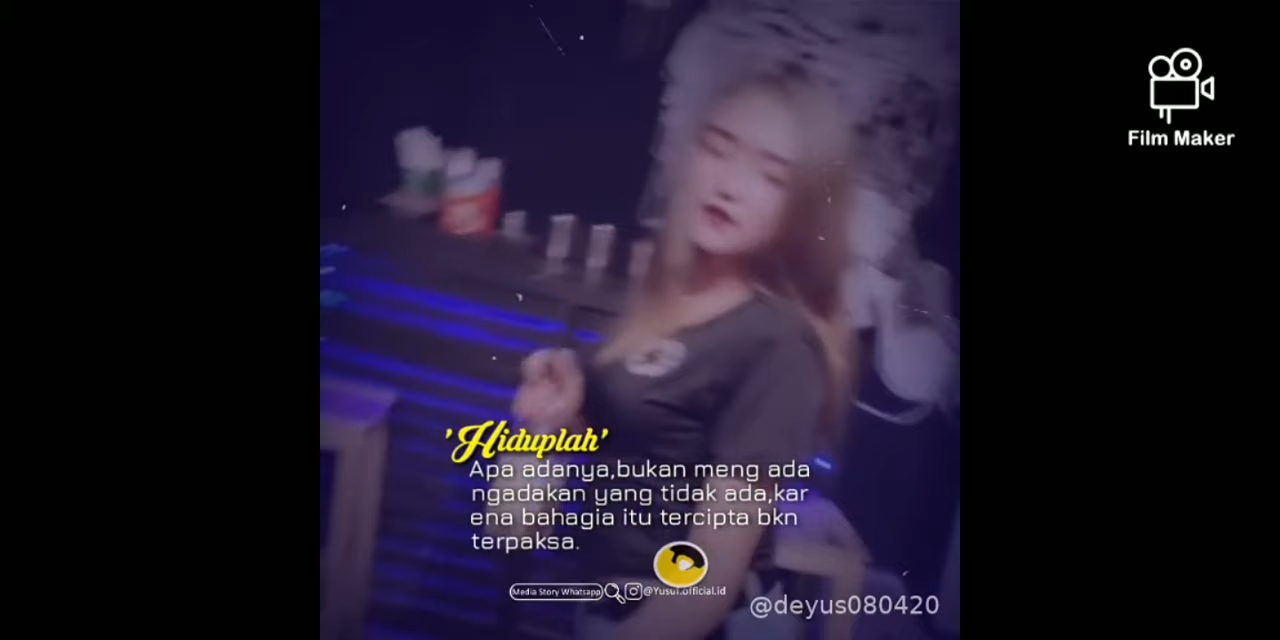 Film Maker
'Hiduplah'
Apa adanya,bukan meng ada
ngadakan yang tidak ada,kar
ena bahagia itu tercipta bkn
terpaksa.
Media Story Whatsapp @Yusuf.official.id
@deyus080420